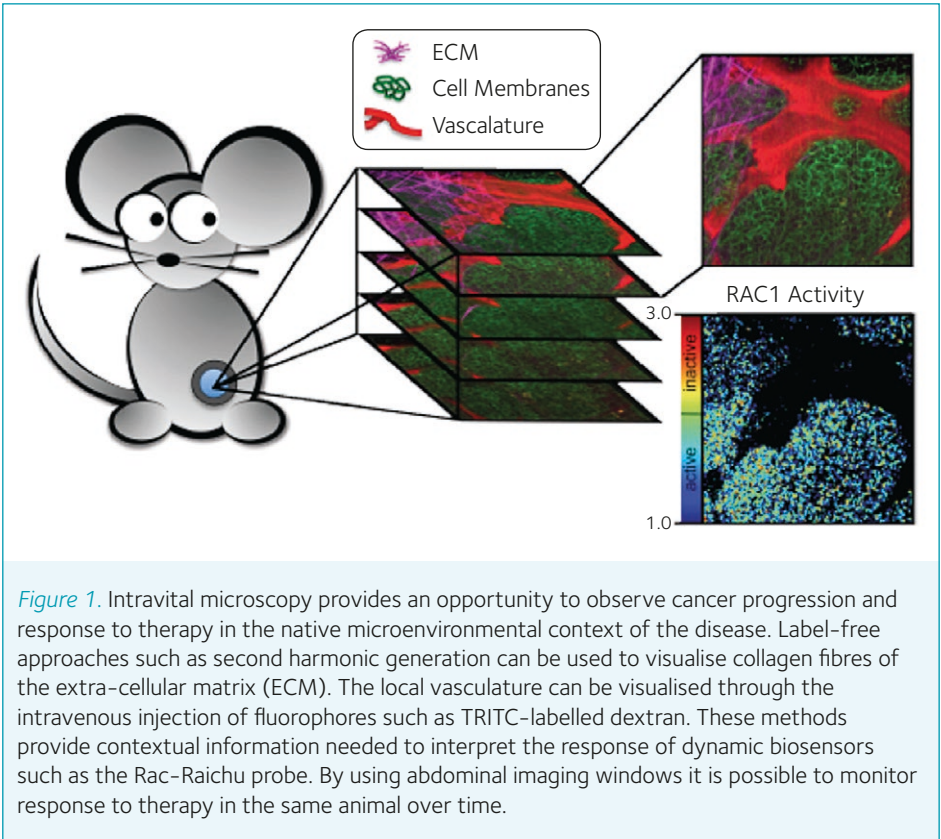 ECM
Cell Membranes
Vascalature
RAC1 Activity
3.0
inactive
active
1.0
Figure 1. Intravital microscopy provides an opportunity to observe cancer progression and
response to therapy in the native microenvironmental context of the disease. Label-free
approaches such as second harmonic generation can be used to visualise collagen fibres of
the extra-cellular matrix (ECM). The local vasculature can be visualised through the
intravenous injection of fluorophores such as TRITC-labelled dextran. These methods
provide contextual information needed to interpret the response of dynamic biosensors
such as the Rac-Raichu probe. By using abdominal imaging windows it is possible to monitor
response to therapy in the same animal over time.